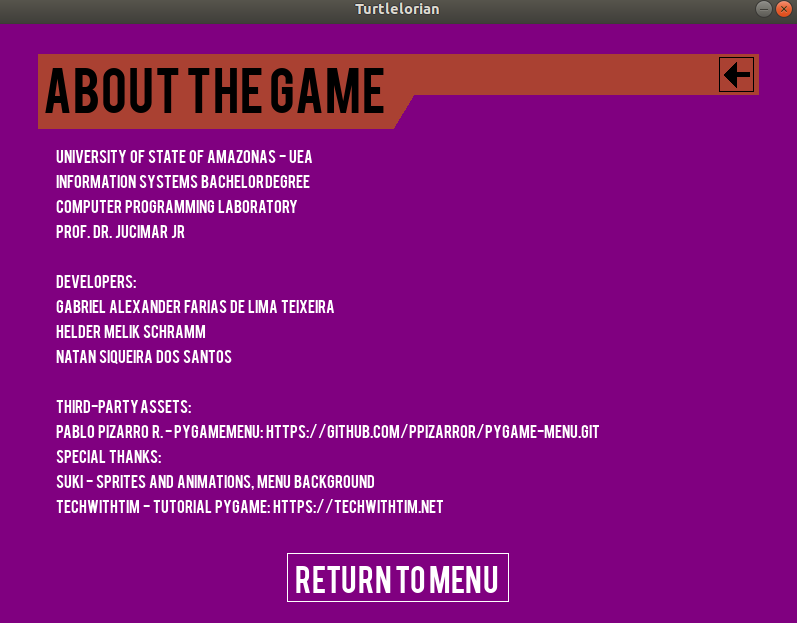 Turtlelorian
ABOUT THE GAME
UNIVERSITY OF STATE OF AMAZONAS - UEA
INFORMATION SYSTEMS BACHELOR DEGREE
COMPUTER PROGRAMMING LABORATORY
PROF. DR. JUCIMAR JR
DEVELOPERS:
GABRIEL ALEXANDER FARIAS DE LIMA TEIXEIRA
HELDER MELIK SCHRAMM
NATAN SIQUEIRA DOS SANTOS
THIRD-PARTY ASSETS:
PABLO PIZARRO R. - PYGAMEMENU: HTTPS://GITHUB.COM/PPIZARROR/PYGAME-MENU.GIT
SPECIAL THANKS:
SUKI - SPRITES AND ANIMATIONS, MENU BACKGROUND
TECHWITHTIM - TUTORIAL PYGAME: HTTPS://TECHWITHTIM.NET
RETURN TO MENU